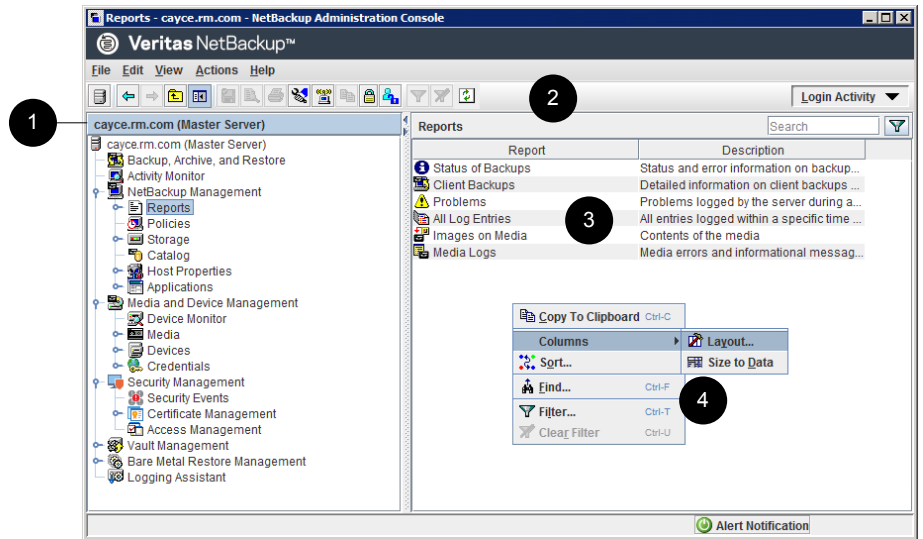 Reports - cayce.rm.com - NetBackup Administration Console
Veritas NetBackup™
File Edit View Actions Help
2
Login Activity
1
cayce.rm.com (Master Server)
cayce.rm.com (Master Server)
Backup, Archive, and Restore
Activity Monitor
NetBackup Management
Reports
Policies
Storage
Catalog
Host Properties
Applications
Media and Device Management
Device Monitor
Media
Devices
Credentials
Security Management
Security Events
Certificate Management
Access Management
Vault Management
Bare Metal Restore Management
Logging Assistant
Reports Search
Report Description
Status of Backups Status and error information on backup...
Client Backups Detailed information on client backups ...
Problems Problems logged by the server during a...
All Log Entries All entries logged within a specific time ...
Images on Media Contents of the media
Media Logs Media errors and informational messag...
3
Copy To Clipboard Ctrl-C
Columns
Sort...
Find... Ctrl-F
Filter... Ctrl-T
Clear Filter Ctrl-U
Layout...
Size to Data
4
Alert Notification